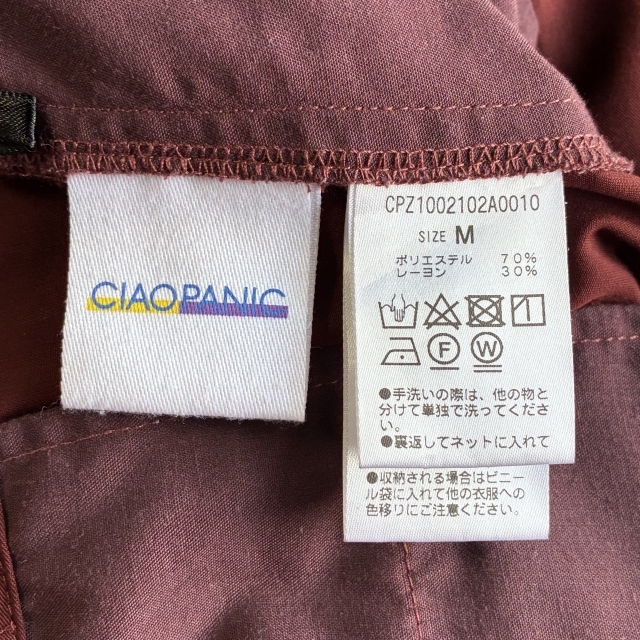 CIAOPANIC
CPZ1002102A0010
SIZE M
ポリエステル 70%
レーヨン 30%
F W
●手洗いの際は、他の物と
分けて単独で洗ってくださ
い。
●裏返してネットに入れて
●収納される場合はビニー
ル袋に入れて他の衣服への
色移りにご注意ください。